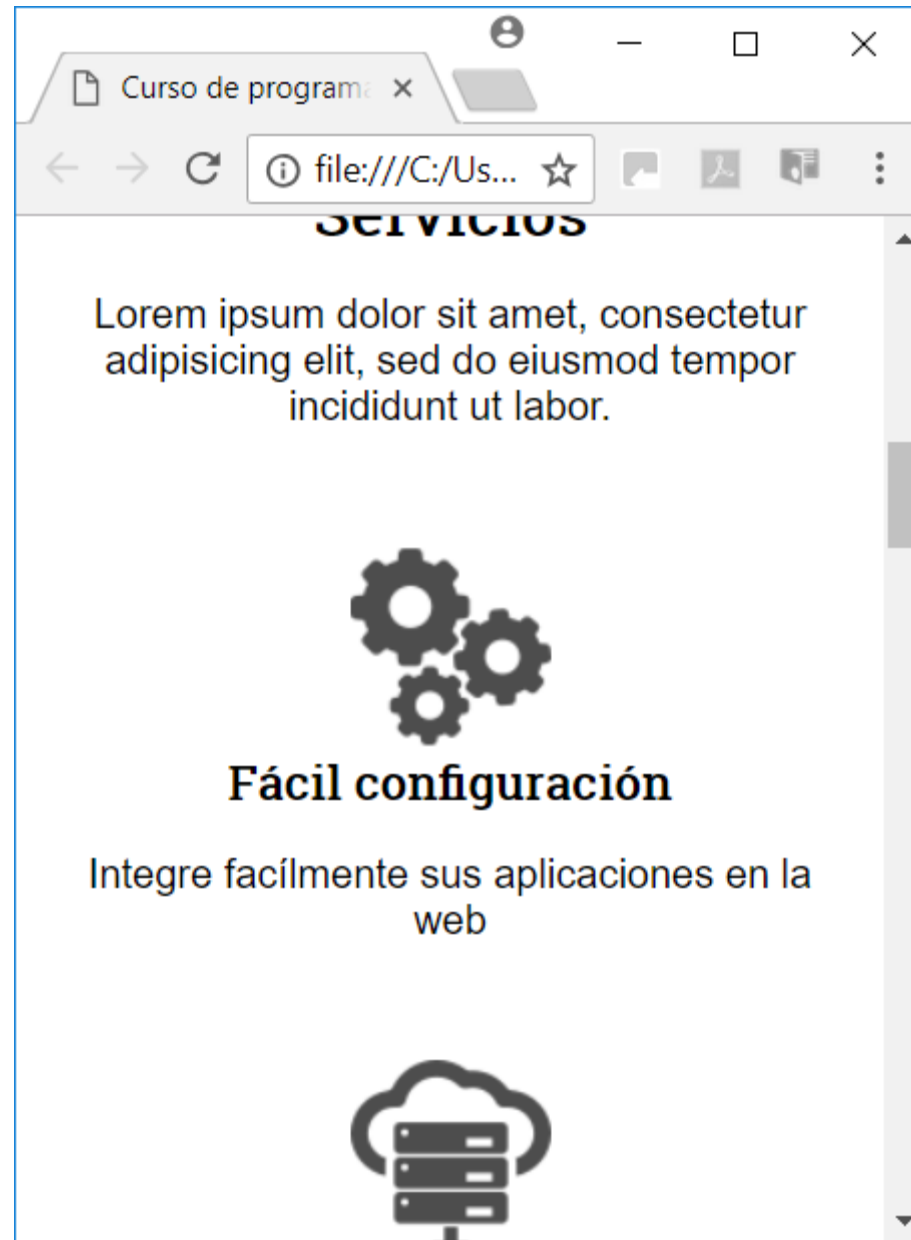 Curso de programa
file:///C:/Us...
Servicios
Lorem ipsum dolor sit amet, consectetur
adipisicing elit, sed do eiusmod tempor
incididunt ut labor.
Fácil configuración
Integre facílmente sus aplicaciones en la
web